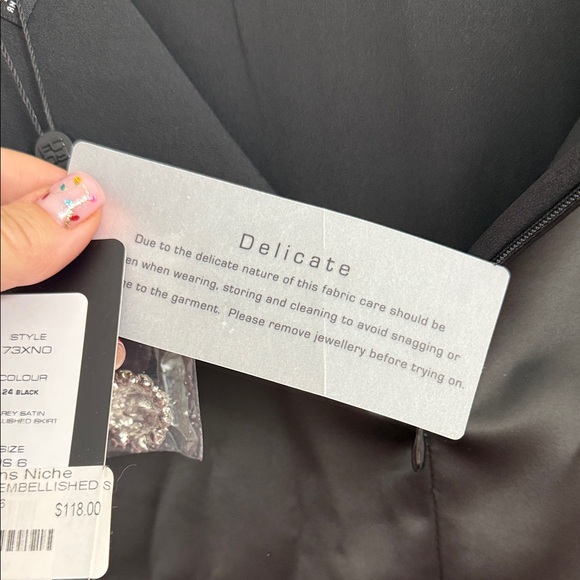 Delicate
Due to the delicate nature of this fabric care should be
en when wearing, storing and cleaning to avoid snagging or
e to the garment. Please remove jewellery before trying on.
STYLE
73XNO
COLOUR
24 BLACK
REY SATIN
LISHED SKIRT
SIZE
S 6
ns Niche
EMBELLISHED S
6
$118.00